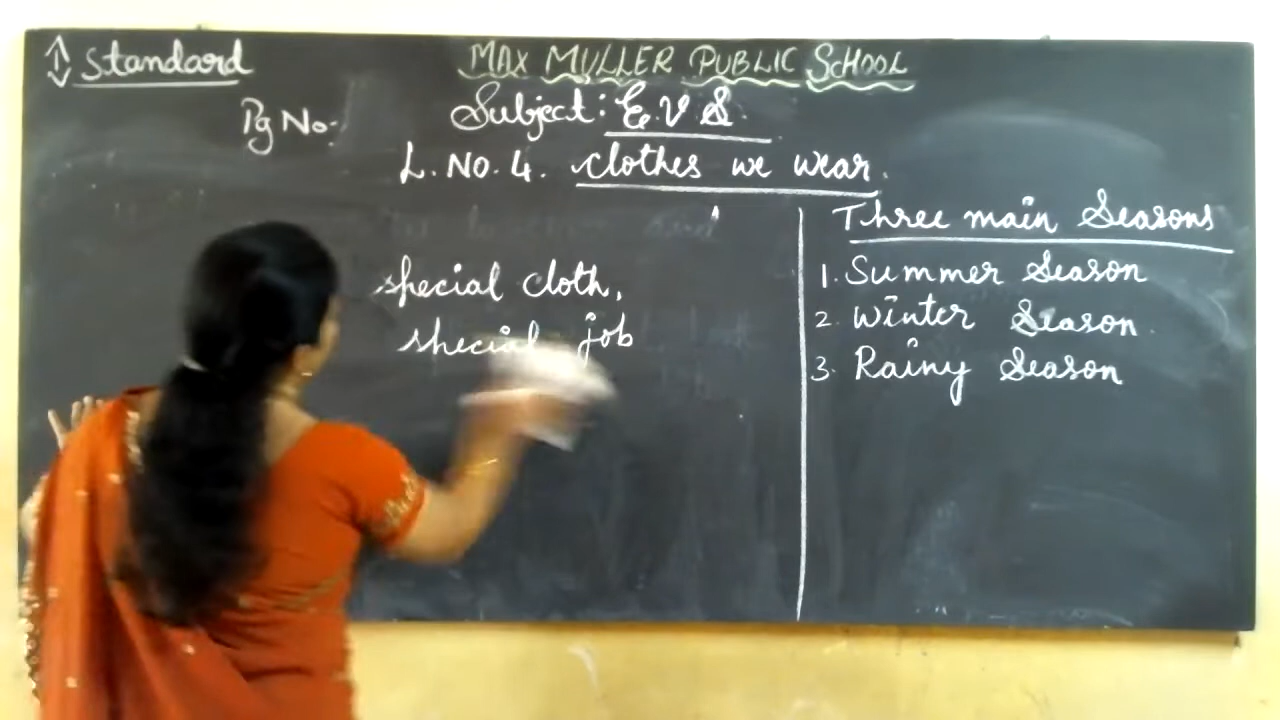 Standard
MAX MULLER PUBLIC SCHOOL
Subject: E.V.S.
Pg No:-
L. NO. 4. clothes we wear.
special cloth,
special job
Three main Seasons
1. Summer Season
2. Winter Season.
3. Rainy Season